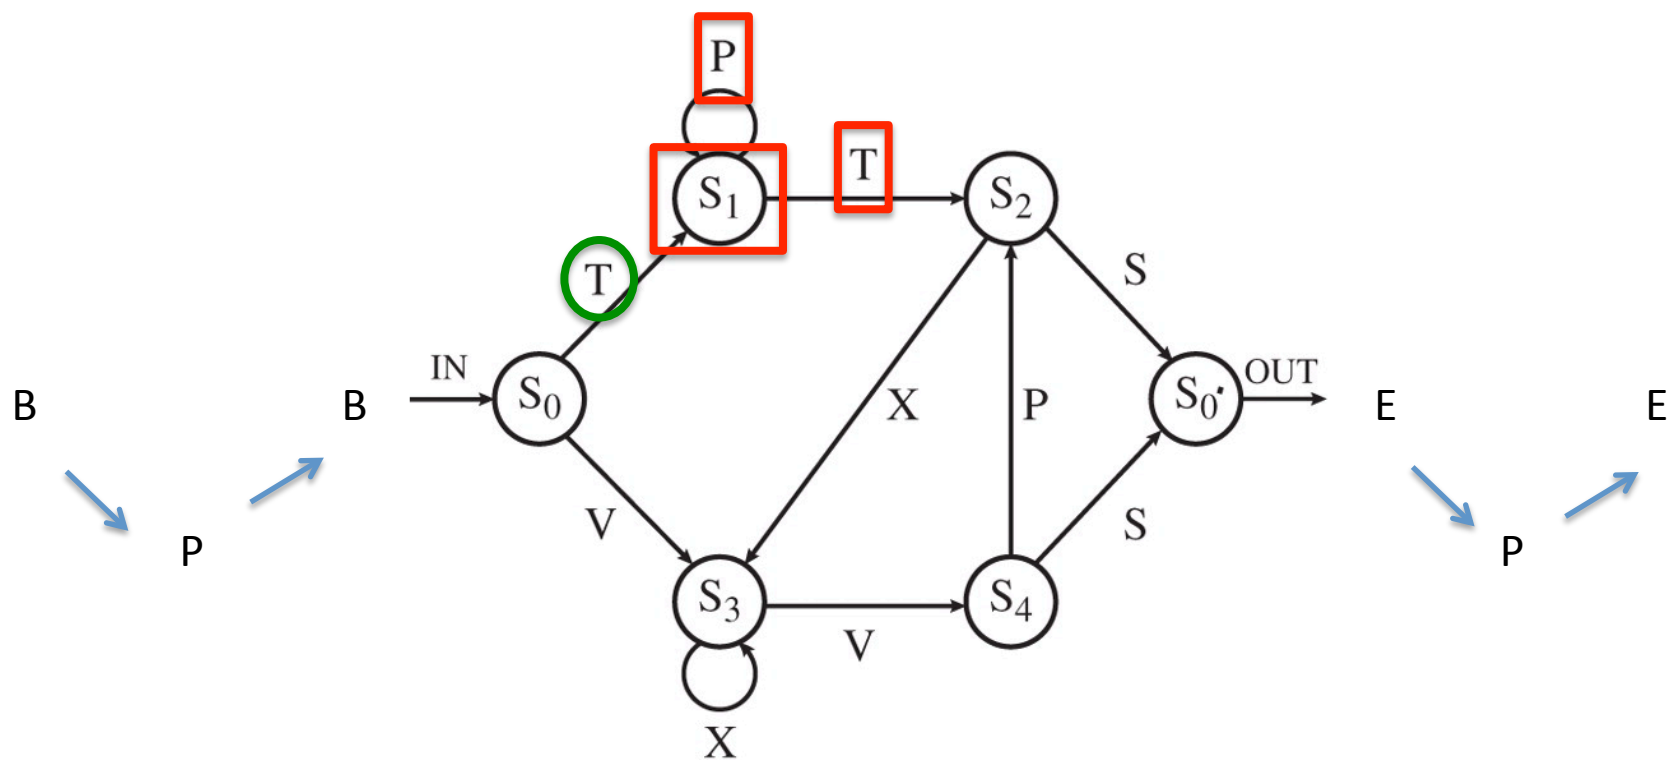 P
T
S1 S2
T S
IN OUT
B B S0 X P S0' E E
V S
P P
S3 S4
V
X